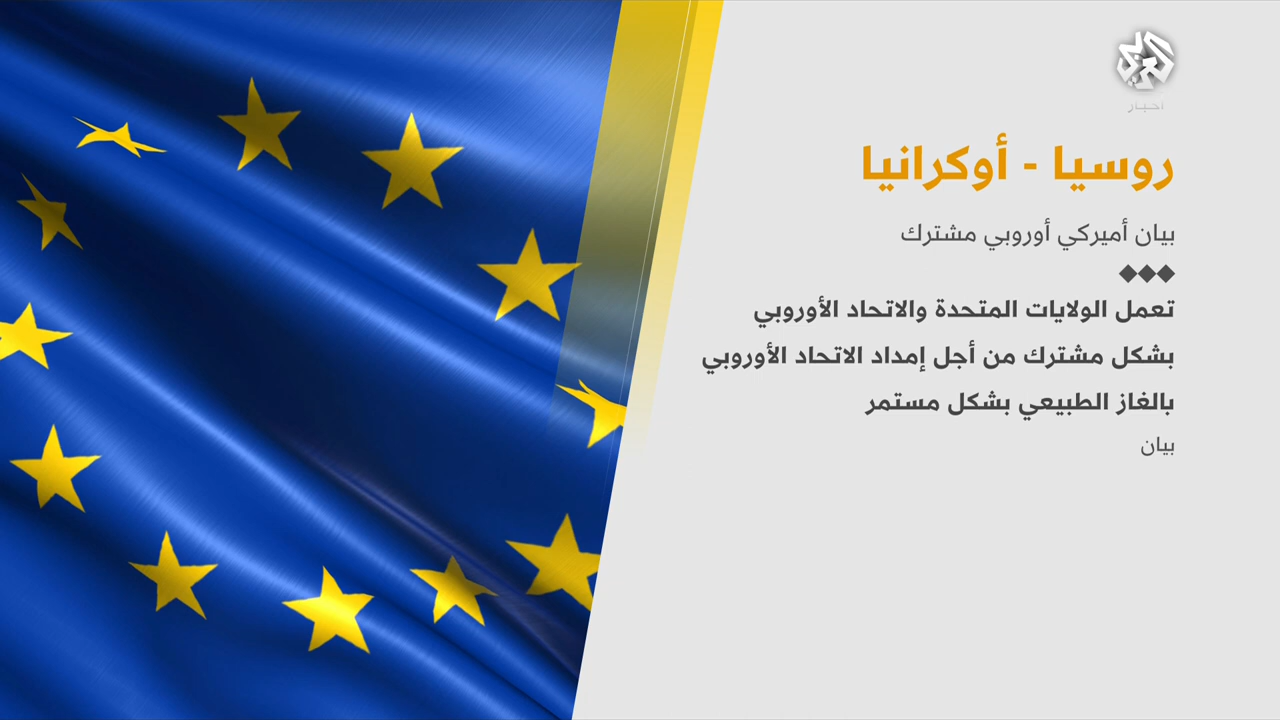 العربي
أخبار
روسيا - أوكرانيا
بيان أميركي أوروبي مشترك
تعمل الولايات المتحدة والاتحاد الأوروبي
بشكل مشترك من أجل إمداد الاتحاد الأوروبي
بالغاز الطبيعي بشكل مستمر
بيان